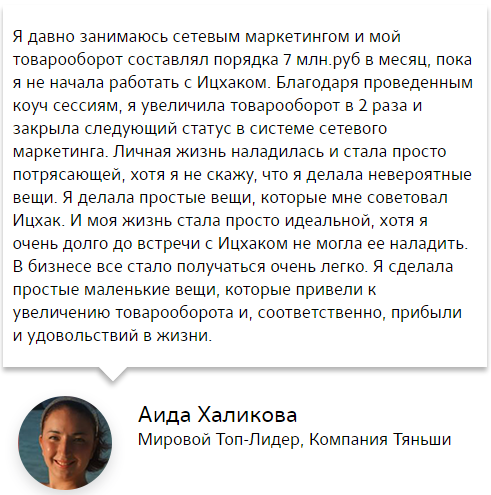 Я давно занимаюсь сетевым маркетингом и мой
товарооборот составлял порядка 7 млн.руб в месяц, пока
я не начала работать с Ицхаком. Благодаря проведенным
коуч сессиям, я увеличила товарооборот в 2 раза и
закрыла следующий статус в системе сетевого
маркетинга. Личная жизнь наладилась и стала просто
потрясающей, хотя я не скажу, что я делала невероятные
вещи. Я делала простые вещи, которые мне советовал
Ицхак. И моя жизнь стала просто идеальной, хотя я
очень долго до встречи с Ицхаком не могла ее наладить.
В бизнесе все стало получаться очень легко. Я сделала
простые маленькие вещи, которые привели к
увеличению товарооборота и, соответственно, прибыли
и удовольствий в жизни.
Аида Халикова
Мировой Топ-Лидер, Компания Тяньши